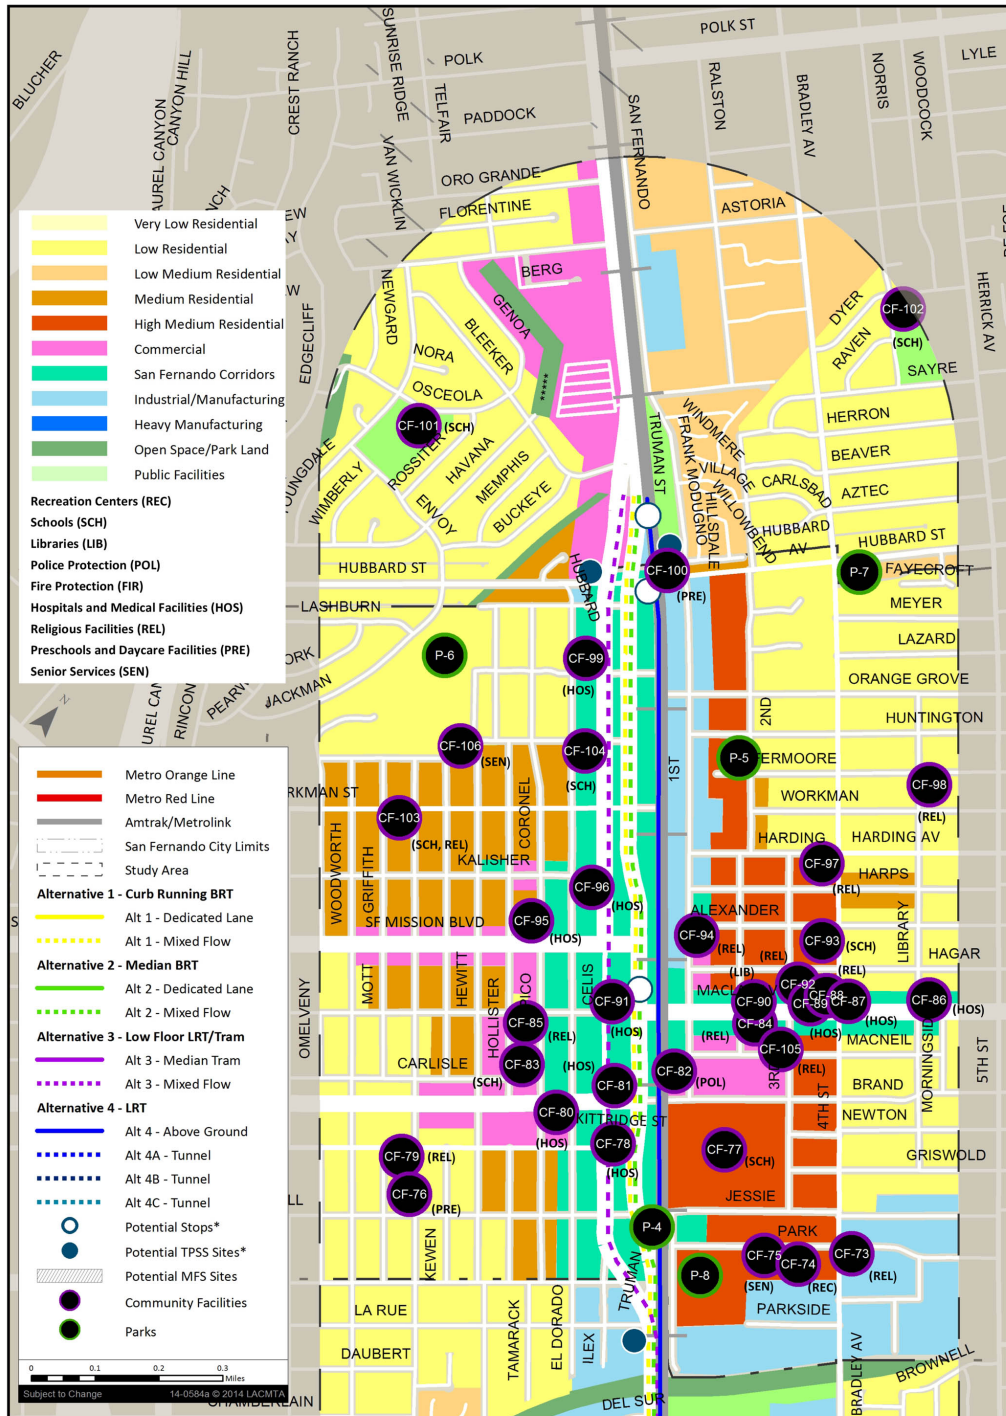 POLK ST
POLK
LYLE
BLUCHER
CANYON HILL
CREST RANCH
SUNRISE RIDGE
TELFAIR
PADDOCK
SAN FERNANDO
RALSTON
BRADLEY AV
NORRIS
WOODCOCK
VAN WICKLIN
ORO GRANDE
FLORENTINE
ASTORIA
HERRICK AV
Very Low Residential
Low Residential
Low Medium Residential
Medium Residential
High Medium Residential
Commercial
San Fernando Corridors
Industrial/Manufacturing
Heavy Manufacturing
Open Space/Park Land
Public Facilities
Recreation Centers (REC)
Schools (SCH)
Libraries (LIB)
Police Protection (POL)
Fire Protection (FIR)
Hospitals and Medical Facilities (HOS)
Religious Facilities (REL)
Preschools and Daycare Facilities (PRE)
Senior Services (SEN)
EDGECLIFF
NEWGARD
BERG
GENOA
BLEEKER
NORA
OSCEOLA
*****
DYER
RAVEN
CF-102
(SCH)
SAYRE
CF-101 (SCH)
ROSSITER
HAVANA
MEMPHIS
BUCKEYE
ENVOY
WIMBERLY
TRUMAN ST
WINDMERE
FRANK MODUGNO
VILLAGE
HILLSDALE
WILLOWBEND
CARLSBAD
HERRON
BEAVER
AZTEC
HUBBARD AV
HUBBARD ST
HUBBARD ST
HUBBARD
CF-100
(PRE)
P-7
FAYECROFT
MEYER
LASHBURN
LAZARD
P-6
CF-99
(HOS)
JACKMAN
ORANGE GROVE
2ND
HUNTINGTON
CF-106
(SEN)
CF-104
(SCH)
1ST
P-5
CF-98
(REL)
WORKMAN
CF-103
(SCH, REL)
CORONEL
WOODWORTH
GRIFFITH
KALISHER
HARDING
HARDING AV
CF-97
(REL)
HARPS
CF-96
(HOS)
SF MISSION BLVD
CF-95
(HOS)
ALEXANDER
CF-94
(REL)
CF-93
(SCH)
LIBRARY
HAGAR
MOTT
HEWITT
HOLLISTER
CELIS
OMELVENY
(LIB)
(REL)
(REL)
CF-92
CF-91
(HOS)
CF-90
CF-89
CF-88
CF-87
(HOS)
(HOS)
CF-86
(HOS)
CF-85
(REL)
CF-84
(REL)
MACNEIL
CF-105
(REL)
CARLISLE
CF-83
(SCH)
(HOS)
CF-81
CF-82
(POL)
4TH ST
BRAND
MORNINGSIDE
5TH ST
CF-80
(HOS)
KITTRIDGE ST
NEWTON
CF-79
(REL)
CF-78
(HOS)
CF-77
(SCH)
GRISWOLD
CF-76
(PRE)
JESSIE
P-4
PARK
KEWEN
TRUMAN
P-8
CF-75
(SEN)
CF-74
(REC)
CF-73
(REL)
PARKSIDE
LA RUE
TAMARACK
EL DORADO
ILEX
DAUBERT
BRADLEY AV
BROWNELL
DEL SUR
N
Metro Orange Line
Metro Red Line
Amtrak/Metrolink
San Fernando City Limits
Study Area
Alternative 1 - Curb Running BRT
Alt 1 - Dedicated Lane
Alt 1 - Mixed Flow
Alternative 2 - Median BRT
Alt 2 - Dedicated Lane
Alt 2 - Mixed Flow
Alternative 3 - Low Floor LRT/Tram
Alt 3 - Median Tram
Alt 3 - Mixed Flow
Alternative 4 - LRT
Alt 4 - Above Ground
Alt 4A - Tunnel
Alt 4B - Tunnel
Alt 4C - Tunnel
Potential Stops*
Potential TPSS Sites*
Potential MFS Sites
Community Facilities
Parks
0 0.1 0.2 0.3
Miles
Subject to Change 14-0584a © 2014 LACMTA